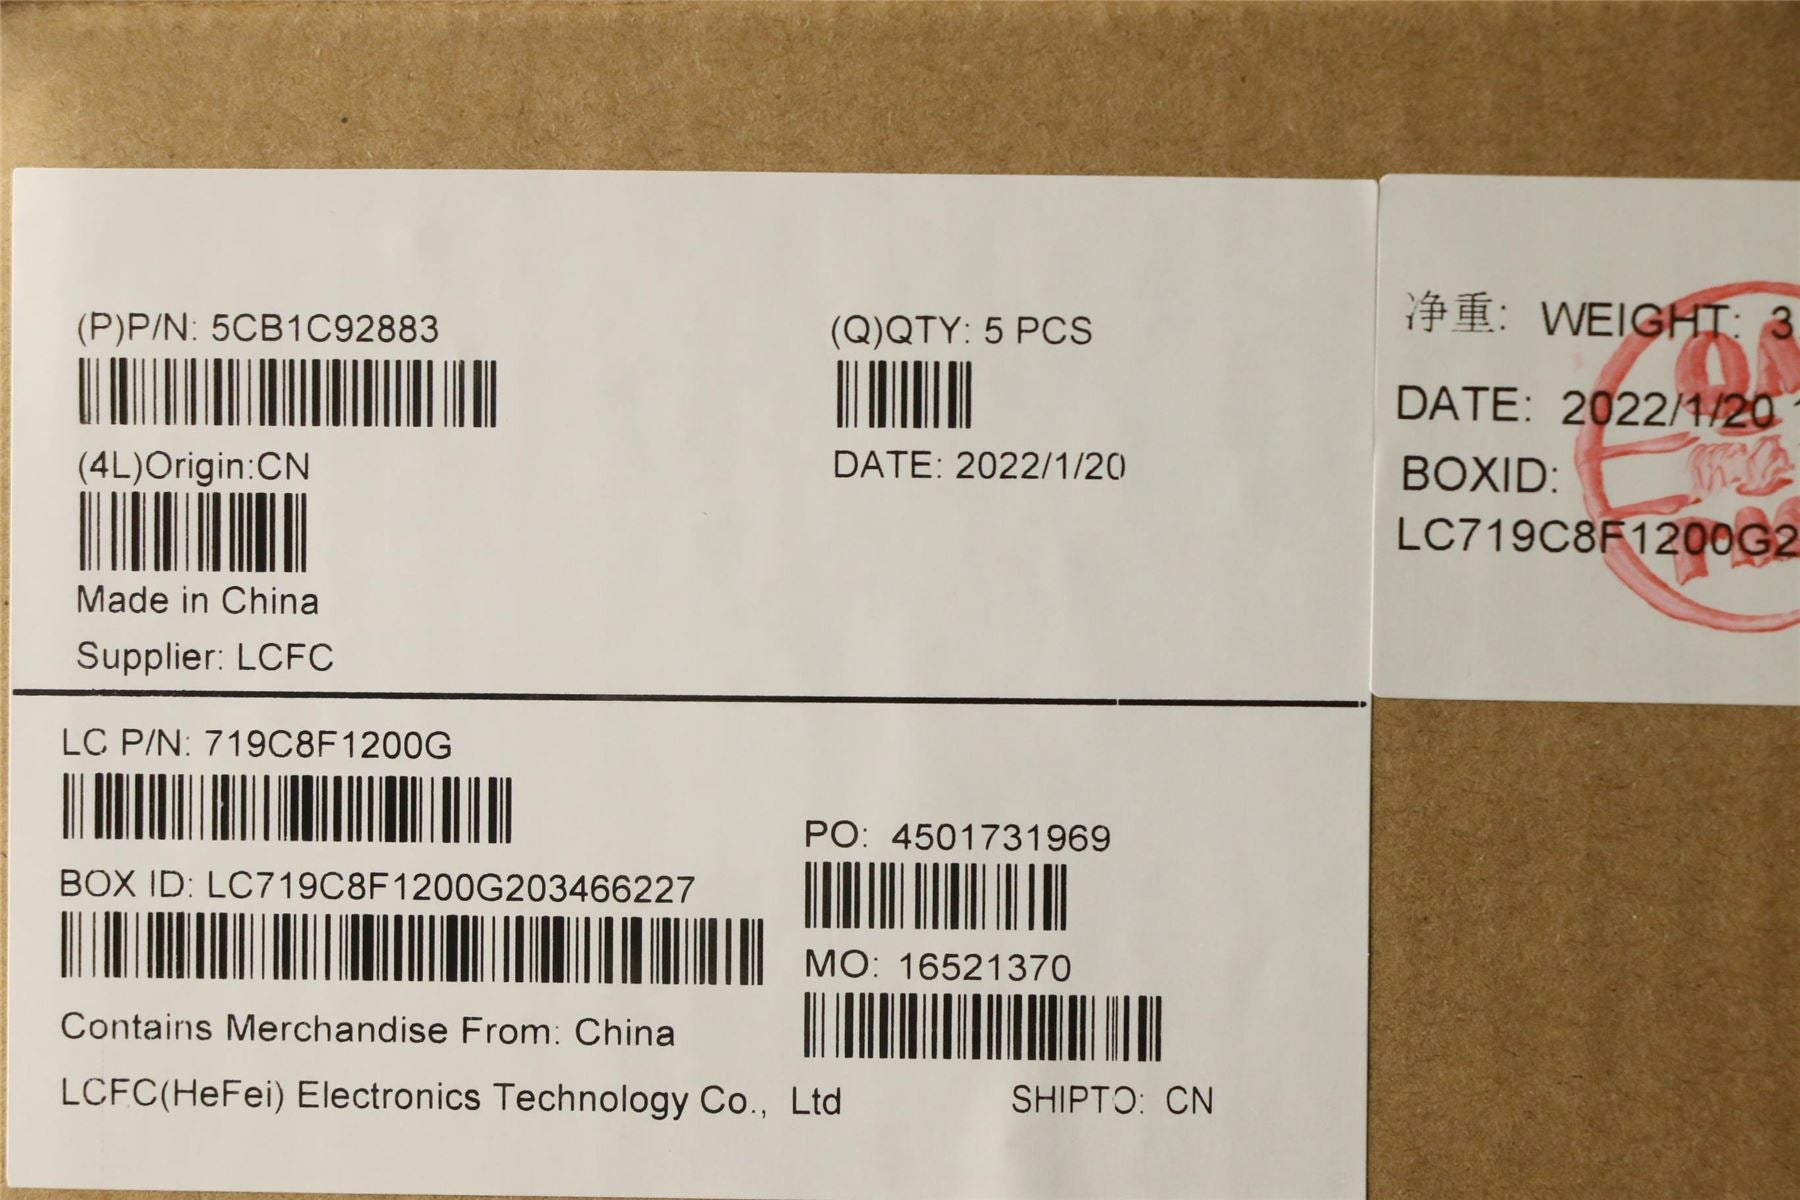 (P)P/N: 5CB1C92883
(Q)QTY: 5 PCS
(4L)Origin:CN
DATE: 2022/1/20
Made in China
Supplier: LCFC
LC P/N: 719C8F1200G
PO: 4501731969
BOX ID: LC719C8F1200G203466227
MO: 16521370
Contains Merchandise From: China
LCFC(HeFei) Electronics Technology Co., Ltd
SHIPTO: CN
净重: WEIGHT: 3
DATE: 2022/1/20
BOXID:
LC719C8F1200G2